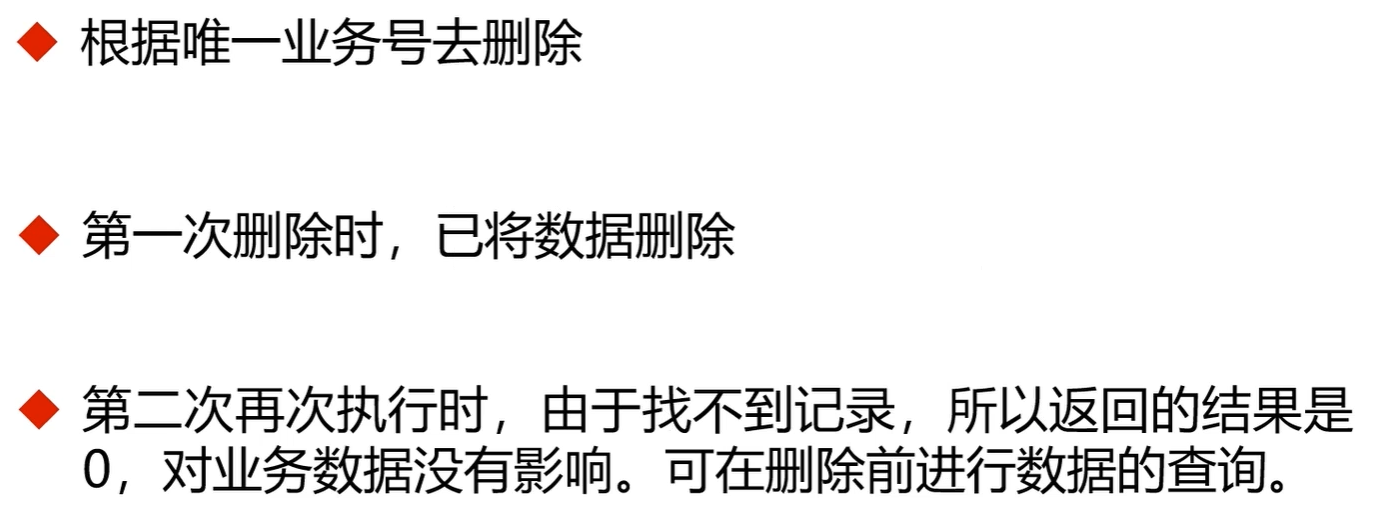 根据唯一业务号去删除
第一次删除时，已将数据删除
第二次再次执行时，由于找不到记录，所以返回的结果是
0，对业务数据没有影响。可在删除前进行数据的查询。